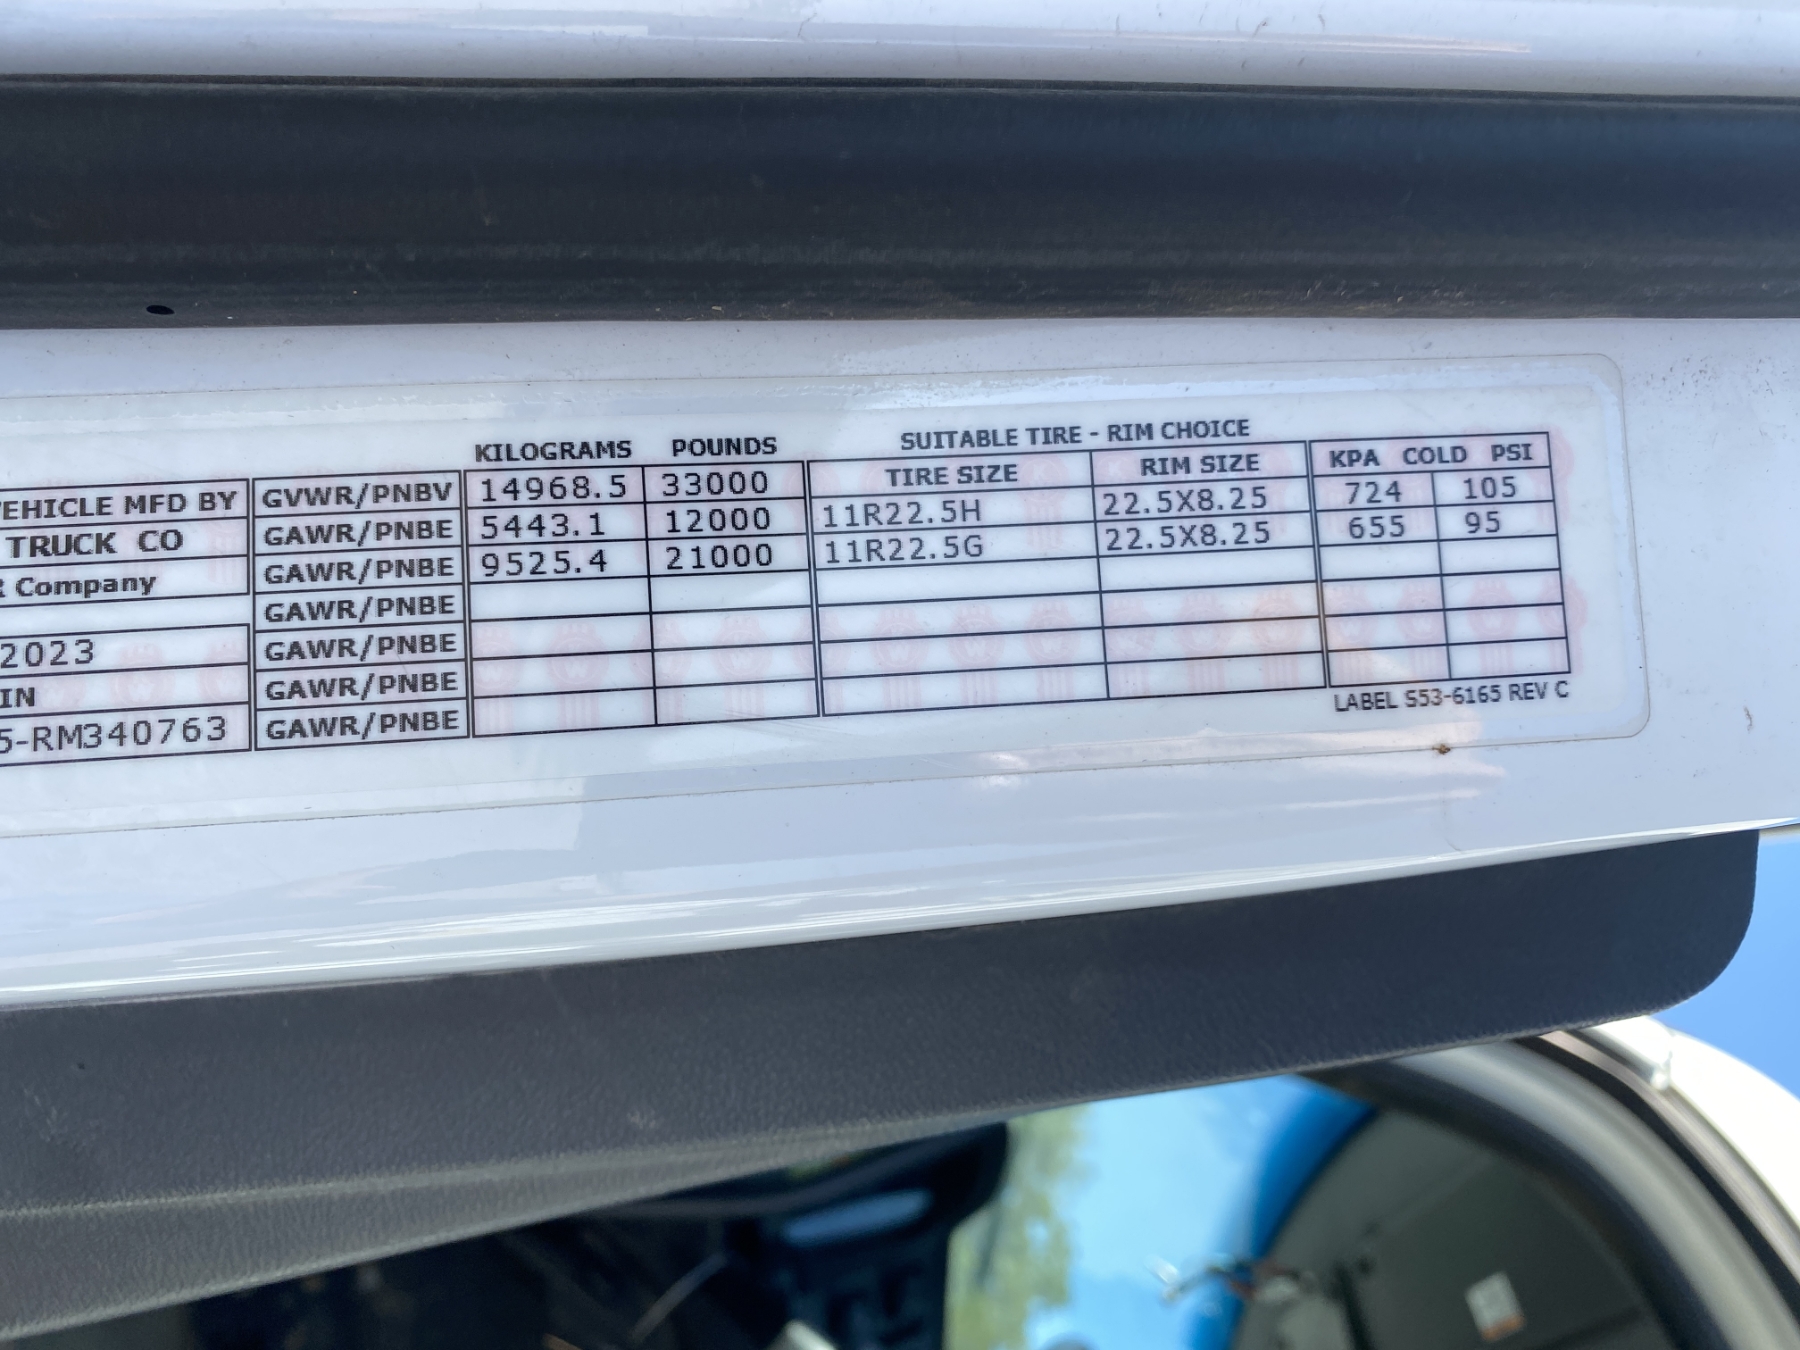 KILOGRAMS POUNDS SUITABLE TIRE - RIM CHOICE
EHICLE MFD BY GVWR/PNBV 14968.5 33000 TIRE SIZE RIM SIZE KPA COLD PSI
TRUCK CO GAWR/PNBE 5443.1 12000 11R22.5H 22.5X8.25 724 105
Company GAWR/PNBE 9525.4 21000 11R22.5G 22.5X8.25 655 95
GAWR/PNBE
2023 GAWR/PNBE
IN GAWR/PNBE
5-RM340763 GAWR/PNBE
LABEL S53-6165 REV C